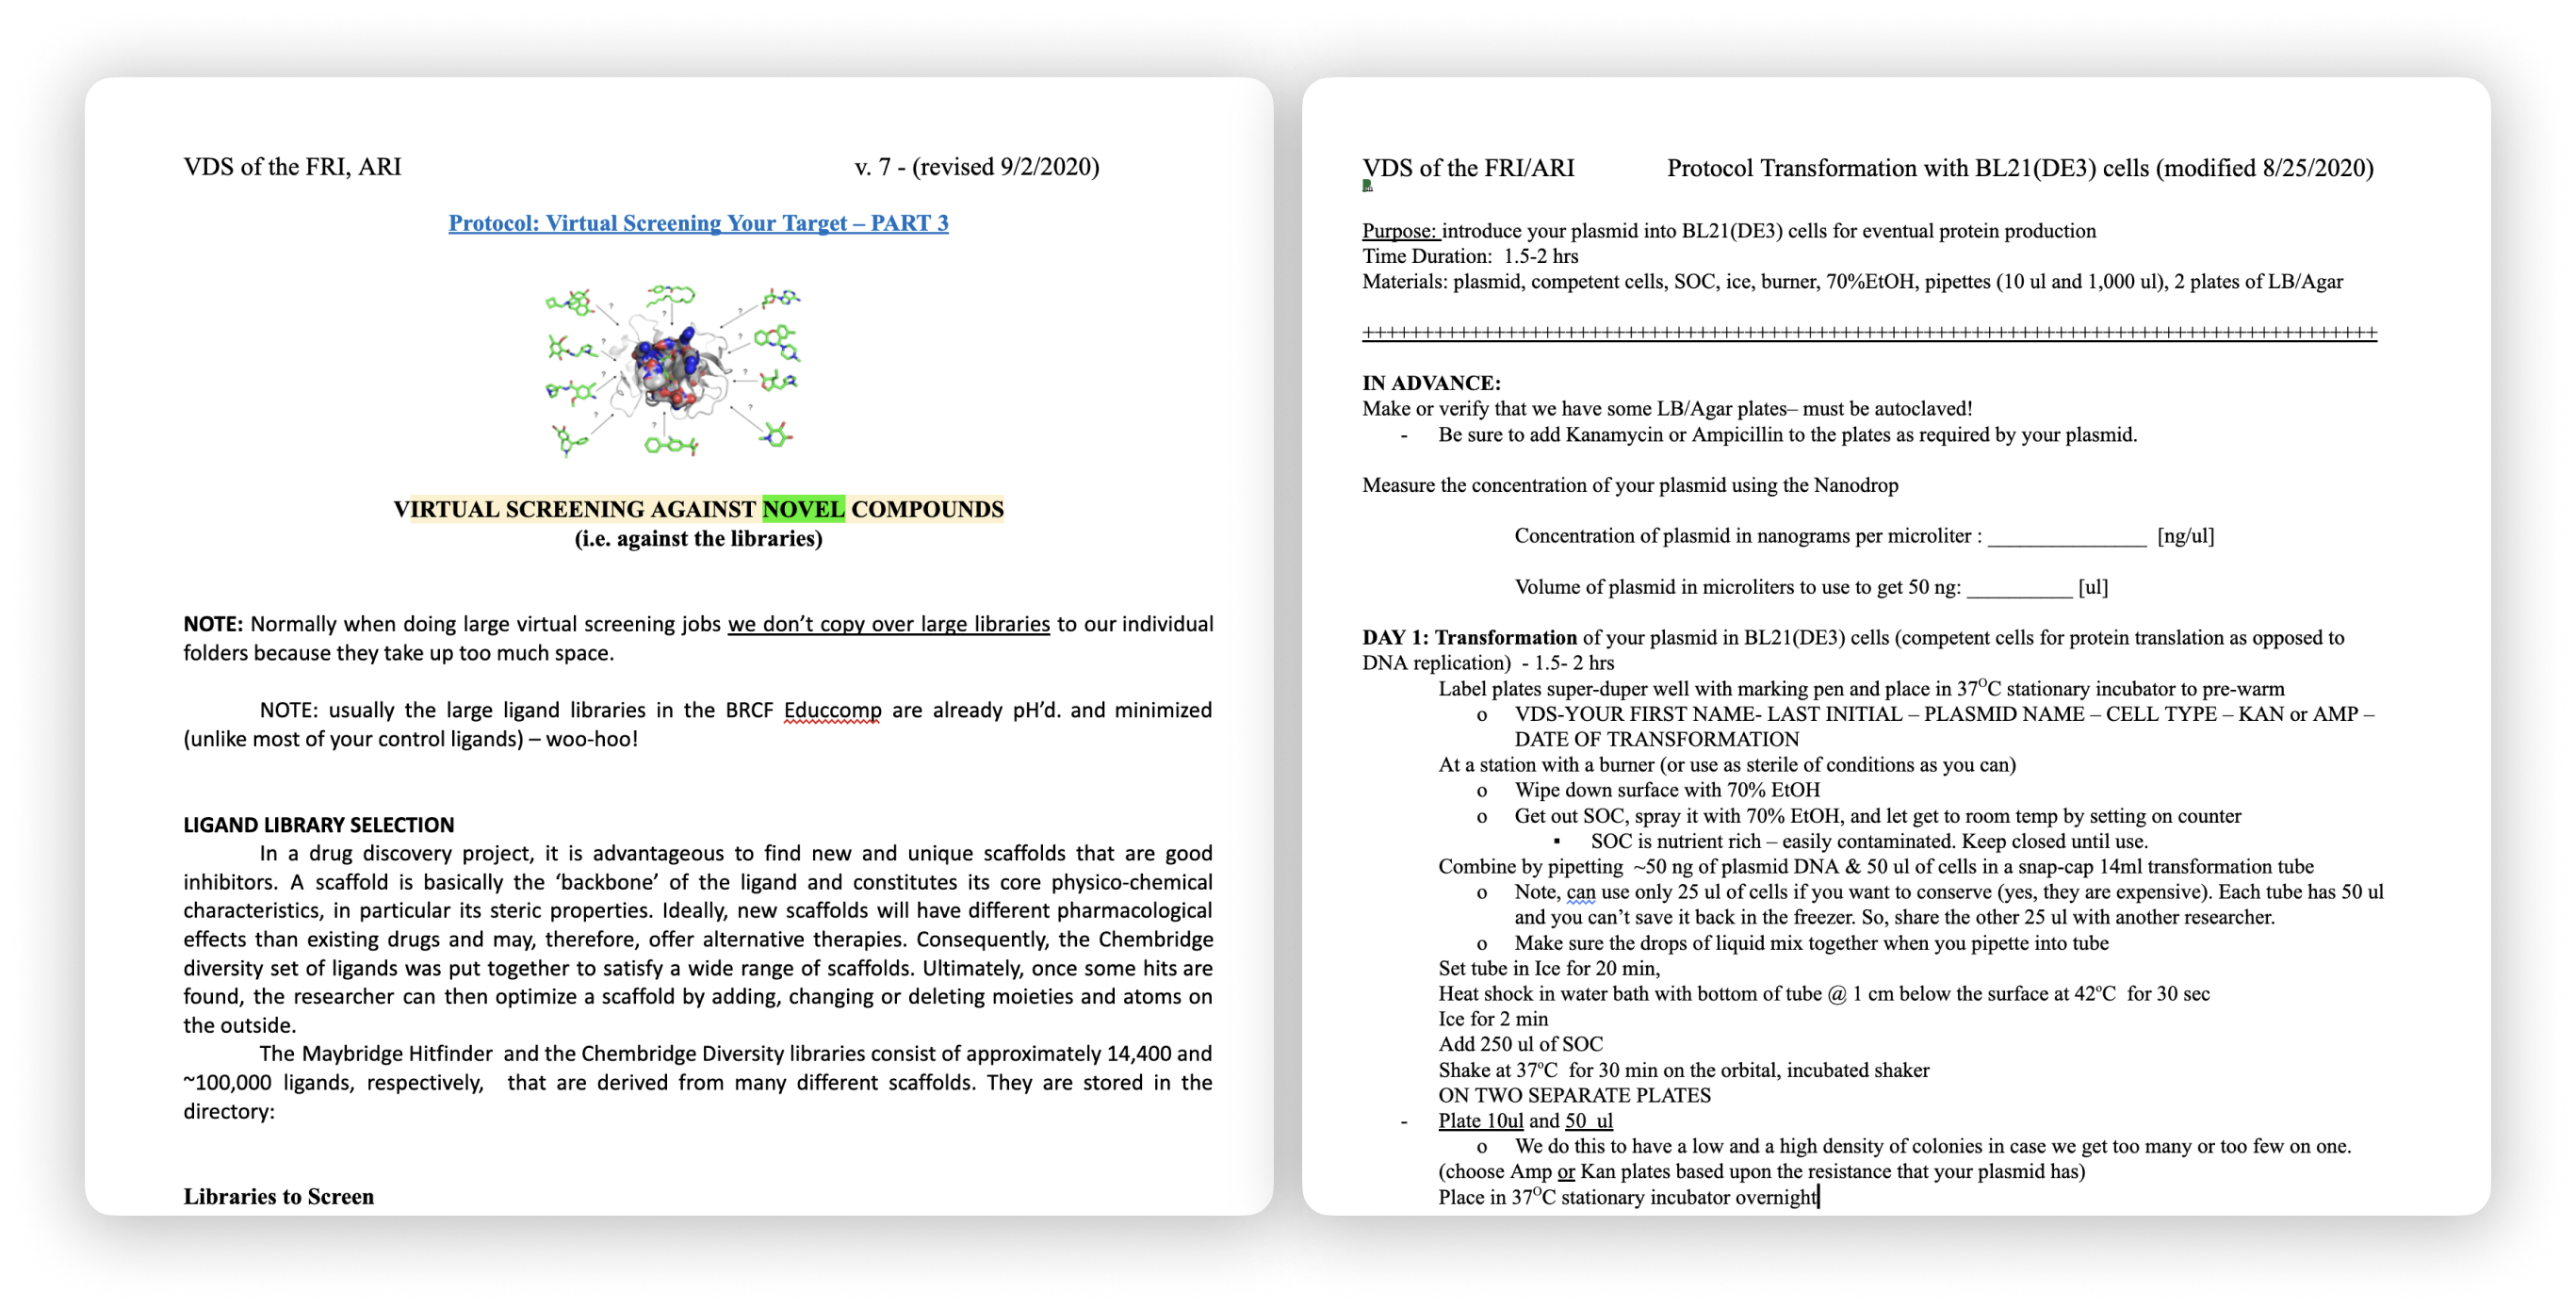 VDS of the FRI, ARI v. 7 - (revised 9/2/2020)
Protocol: Virtual Screening Your Target – PART 3
? ? ? ? ? ? ? ? ? ?
VIRTUAL SCREENING AGAINST NOVEL COMPOUNDS
(i.e. against the libraries)
NOTE: Normally when doing large virtual screening jobs we don’t copy over large libraries to our individual
folders because they take up too much space.
NOTE: usually the large ligand libraries in the BRCF Educcomp are already pH’d. and minimized
(unlike most of your control ligands) – woo-hoo!
LIGAND LIBRARY SELECTION
In a drug discovery project, it is advantageous to find new and unique scaffolds that are good
inhibitors. A scaffold is basically the ‘backbone’ of the ligand and constitutes its core physico-chemical
characteristics, in particular its steric properties. Ideally, new scaffolds will have different pharmacological
effects than existing drugs and may, therefore, offer alternative therapies. Consequently, the Chembridge
diversity set of ligands was put together to satisfy a wide range of scaffolds. Ultimately, once some hits are
found, the researcher can then optimize a scaffold by adding, changing or deleting moieties and atoms on
the outside.
The Maybridge Hitfinder and the Chembridge Diversity libraries consist of approximately 14,400 and
~100,000 ligands, respectively, that are derived from many different scaffolds. They are stored in the
directory:
Libraries to Screen
VDS of the FRI/ARI Protocol Transformation with BL21(DE3) cells (modified 8/25/2020)
Purpose: introduce your plasmid into BL21(DE3) cells for eventual protein production
Time Duration: 1.5-2 hrs
Materials: plasmid, competent cells, SOC, ice, burner, 70%EtOH, pipettes (10 ul and 1,000 ul), 2 plates of LB/Agar
++++++++++++++++++++++++++++++++++++++++++++++++++++++++++++++++++++++++++++++++++++
IN ADVANCE:
Make or verify that we have some LB/Agar plates– must be autoclaved!
- Be sure to add Kanamycin or Ampicillin to the plates as required by your plasmid.
Measure the concentration of your plasmid using the Nanodrop
Concentration of plasmid in nanograms per microliter : _______________ [ng/ul]
Volume of plasmid in microliters to use to get 50 ng: __________ [ul]
DAY 1: Transformation of your plasmid in BL21(DE3) cells (competent cells for protein translation as opposed to
DNA replication) - 1.5- 2 hrs
Label plates super-duper well with marking pen and place in 37ºC stationary incubator to pre-warm
o VDS-YOUR FIRST NAME- LAST INITIAL – PLASMID NAME – CELL TYPE – KAN or AMP –
DATE OF TRANSFORMATION
At a station with a burner (or use as sterile of conditions as you can)
o Wipe down surface with 70% EtOH
o Get out SOC, spray it with 70% EtOH, and let get to room temp by setting on counter
▪ SOC is nutrient rich – easily contaminated. Keep closed until use.
Combine by pipetting ~50 ng of plasmid DNA & 50 ul of cells in a snap-cap 14ml transformation tube
o Note, can use only 25 ul of cells if you want to conserve (yes, they are expensive). Each tube has 50 ul
and you can’t save it back in the freezer. So, share the other 25 ul with another researcher.
o Make sure the drops of liquid mix together when you pipette into tube
Set tube in Ice for 20 min,
Heat shock in water bath with bottom of tube @ 1 cm below the surface at 42ºC for 30 sec
Ice for 2 min
Add 250 ul of SOC
Shake at 37ºC for 30 min on the orbital, incubated shaker
ON TWO SEPARATE PLATES
- Plate 10ul and 50 ul
o We do this to have a low and a high density of colonies in case we get too many or too few on one.
(choose Amp or Kan plates based upon the resistance that your plasmid has)
Place in 37ºC stationary incubator overnight